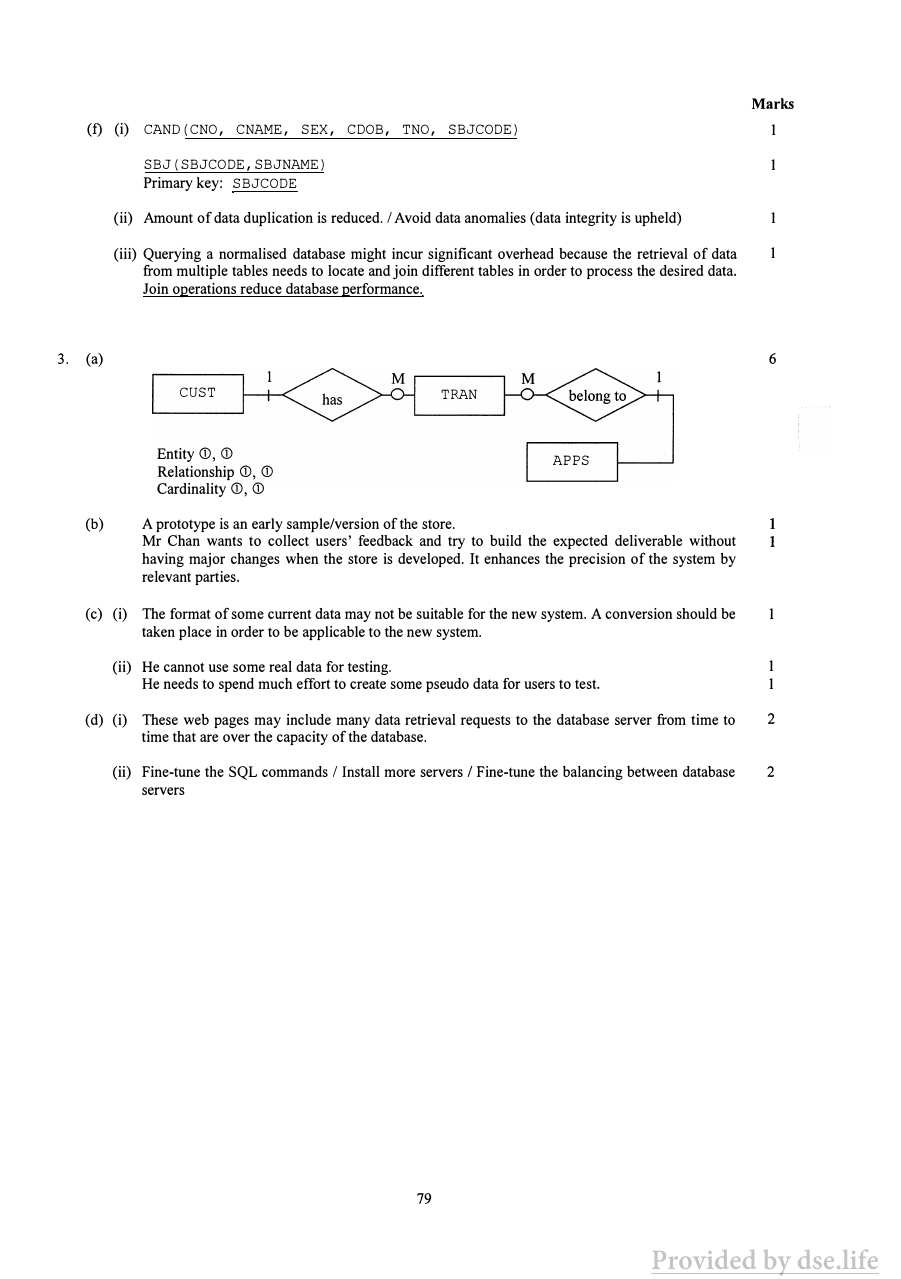 Marks
(f) (i) CAND(CNO, CNAME, SEX, CDOB, TNO, SBJCODE) 1
SBJ(SBJCODE,SBJNAME) 1
Primary key: SBJCODE
(ii) Amount of data duplication is reduced. / Avoid data anomalies (data integrity is upheld) 1
(iii) Querying a normalised database might incur significant overhead because the retrieval of data 1
from multiple tables needs to locate and join different tables in order to process the desired data.
Join operations reduce database performance.
3. (a) 6
1 M M 1
CUST has TRAN belong to
APPS
Entity ①, ①
Relationship ①, ①
Cardinality ①, ①
(b) A prototype is an early sample/version of the store. 1
Mr Chan wants to collect users' feedback and try to build the expected deliverable without 1
having major changes when the store is developed. It enhances the precision of the system by
relevant parties.
(c) (i) The format of some current data may not be suitable for the new system. A conversion should be 1
taken place in order to be applicable to the new system.
(ii) He cannot use some real data for testing. 1
He needs to spend much effort to create some pseudo data for users to test. 1
(d) (i) These web pages may include many data retrieval requests to the database server from time to 2
time that are over the capacity of the database.
(ii) Fine-tune the SQL commands / Install more servers / Fine-tune the balancing between database 2
servers
79
Provided by dse.life